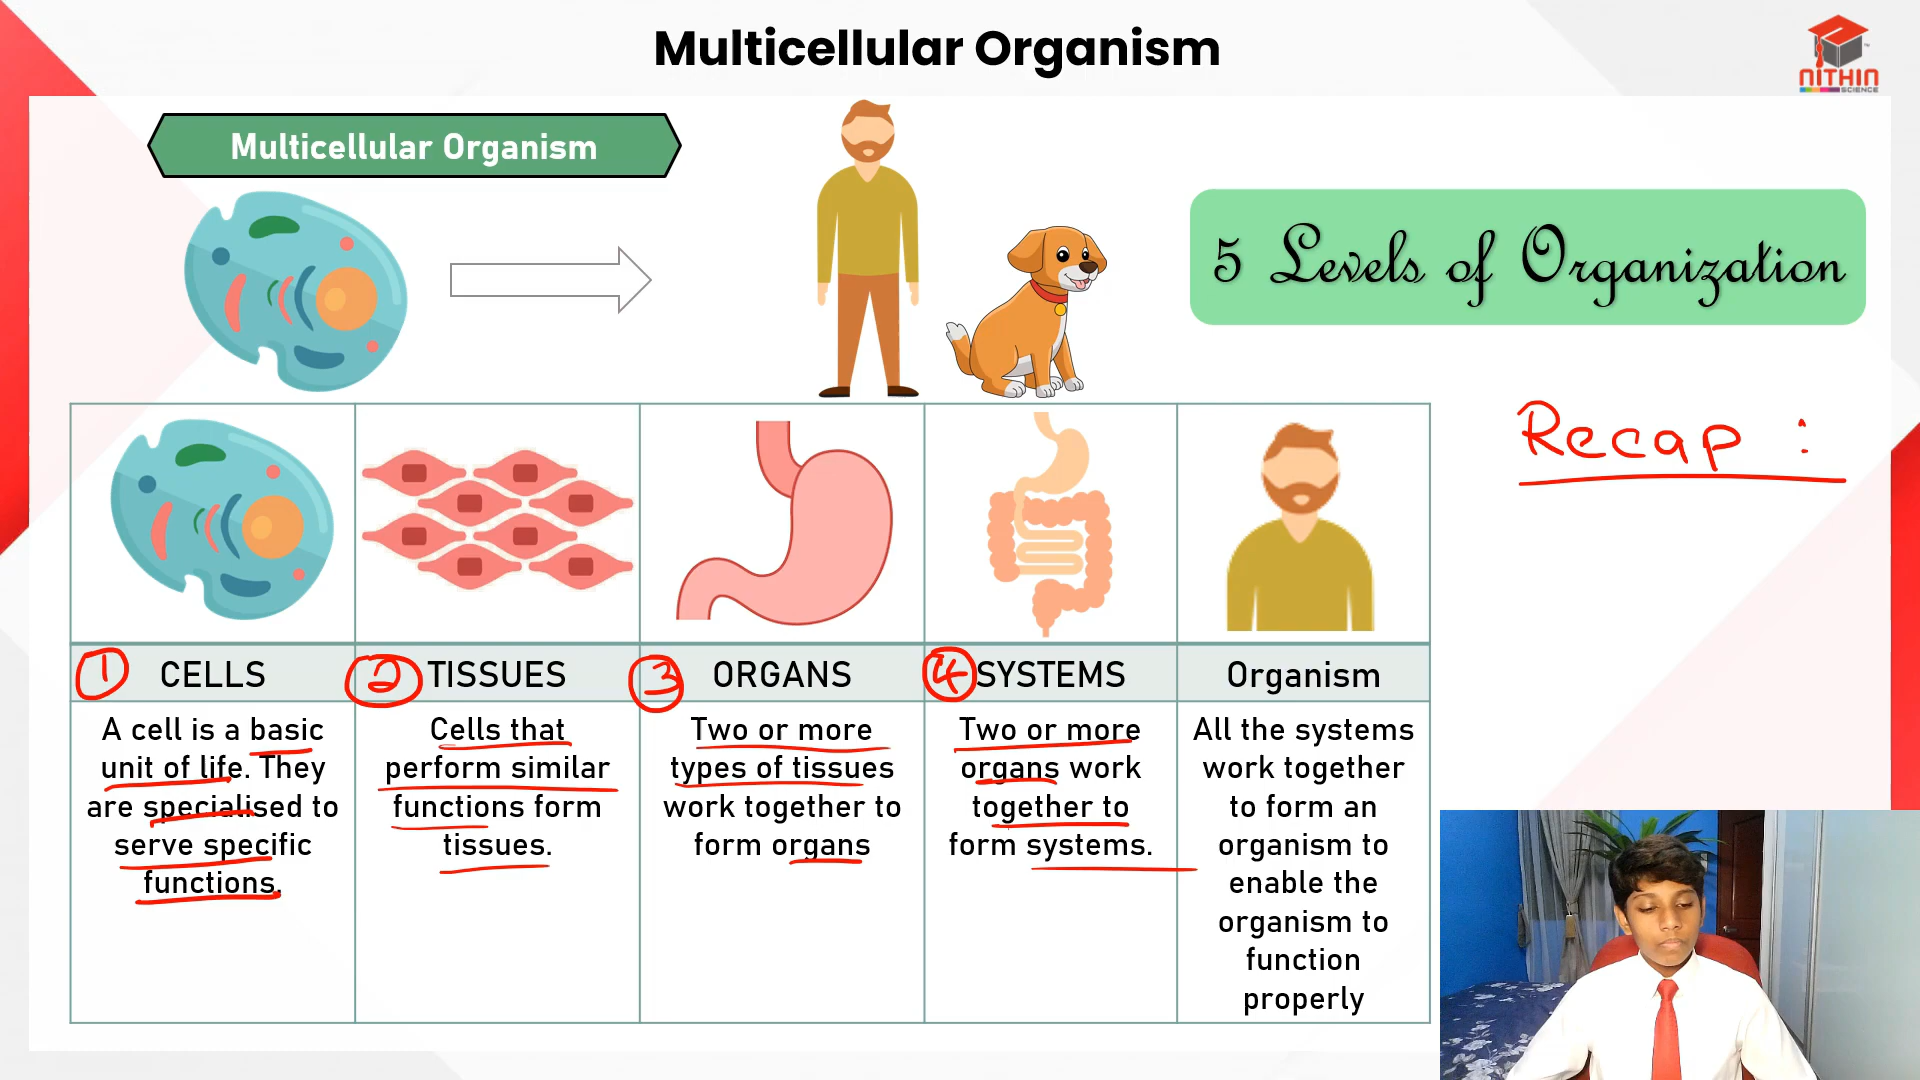 Multicellular Organism
NITHIN
SCIENCE
Multicellular Organism
5 Levels of Organization
Recap :
1 CELLS
2 TISSUES
3 ORGANS
4 SYSTEMS
Organism
A cell is a basic
unit of life. They
are specialised to
serve specific
functions.
Cells that
perform similar
functions form
tissues.
Two or more
types of tissues
work together to
form organs
Two or more
organs work
together to
form systems.
All the systems
work together
to form an
organism to
enable the
organism to
function
properly